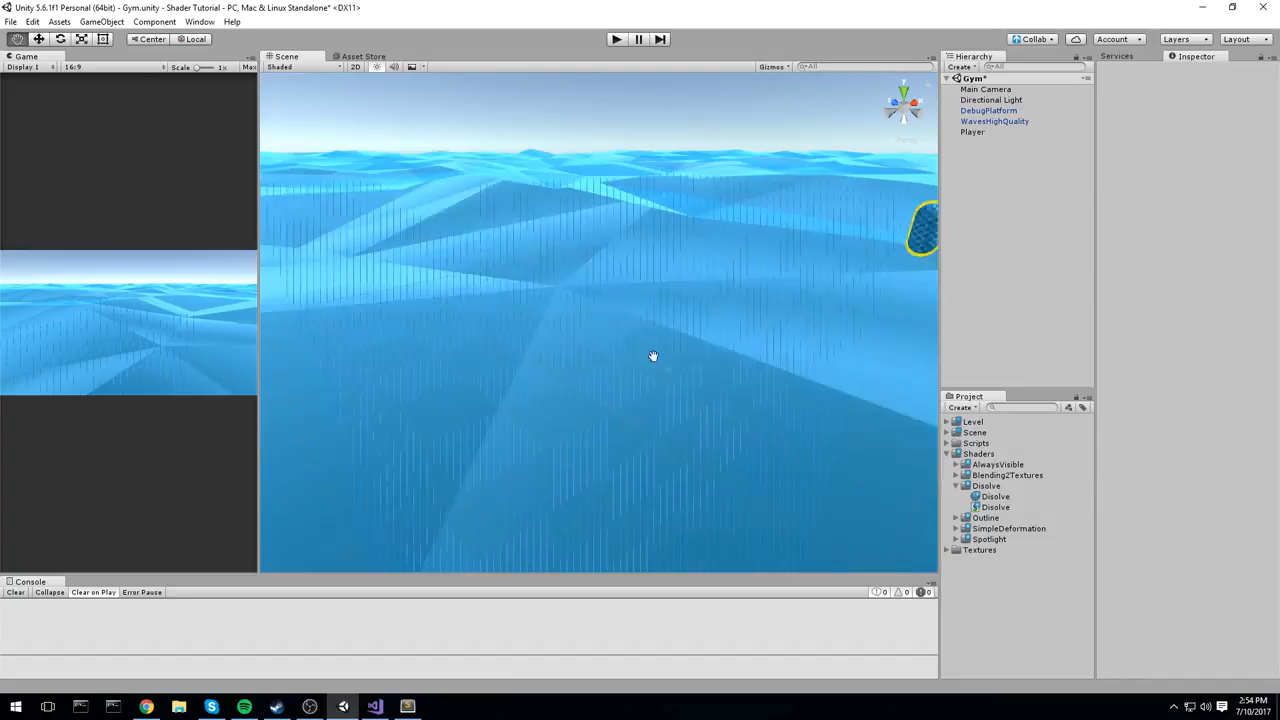 Unity 5.6.1f1 Personal (64bit) - Gym.unity - Shader Tutorial - PC, Mac & Linux Standalone* <DX11>
File Edit Assets GameObject Component Window Help
Center Local Collab Account Layers Layout
Game Scene Asset Store Hierarchy Services Inspector
Display 1 16:9 Scale 1x Max Shaded 2D Gizmos All Create All
Gym*
Main Camera
Directional Light
DebugPlatform
WavesHighQuality
Player
y
Persp
Project
Create
Level
Scene
Scripts
Shaders
AlwaysVisible
Blending2Textures
Disolve
Disolve
Disolve
Outline
SimpleDeformation
Spotlight
Textures
Console
Clear Collapse Clear on Play Error Pause 0 0 0
2:54 PM
7/10/2017